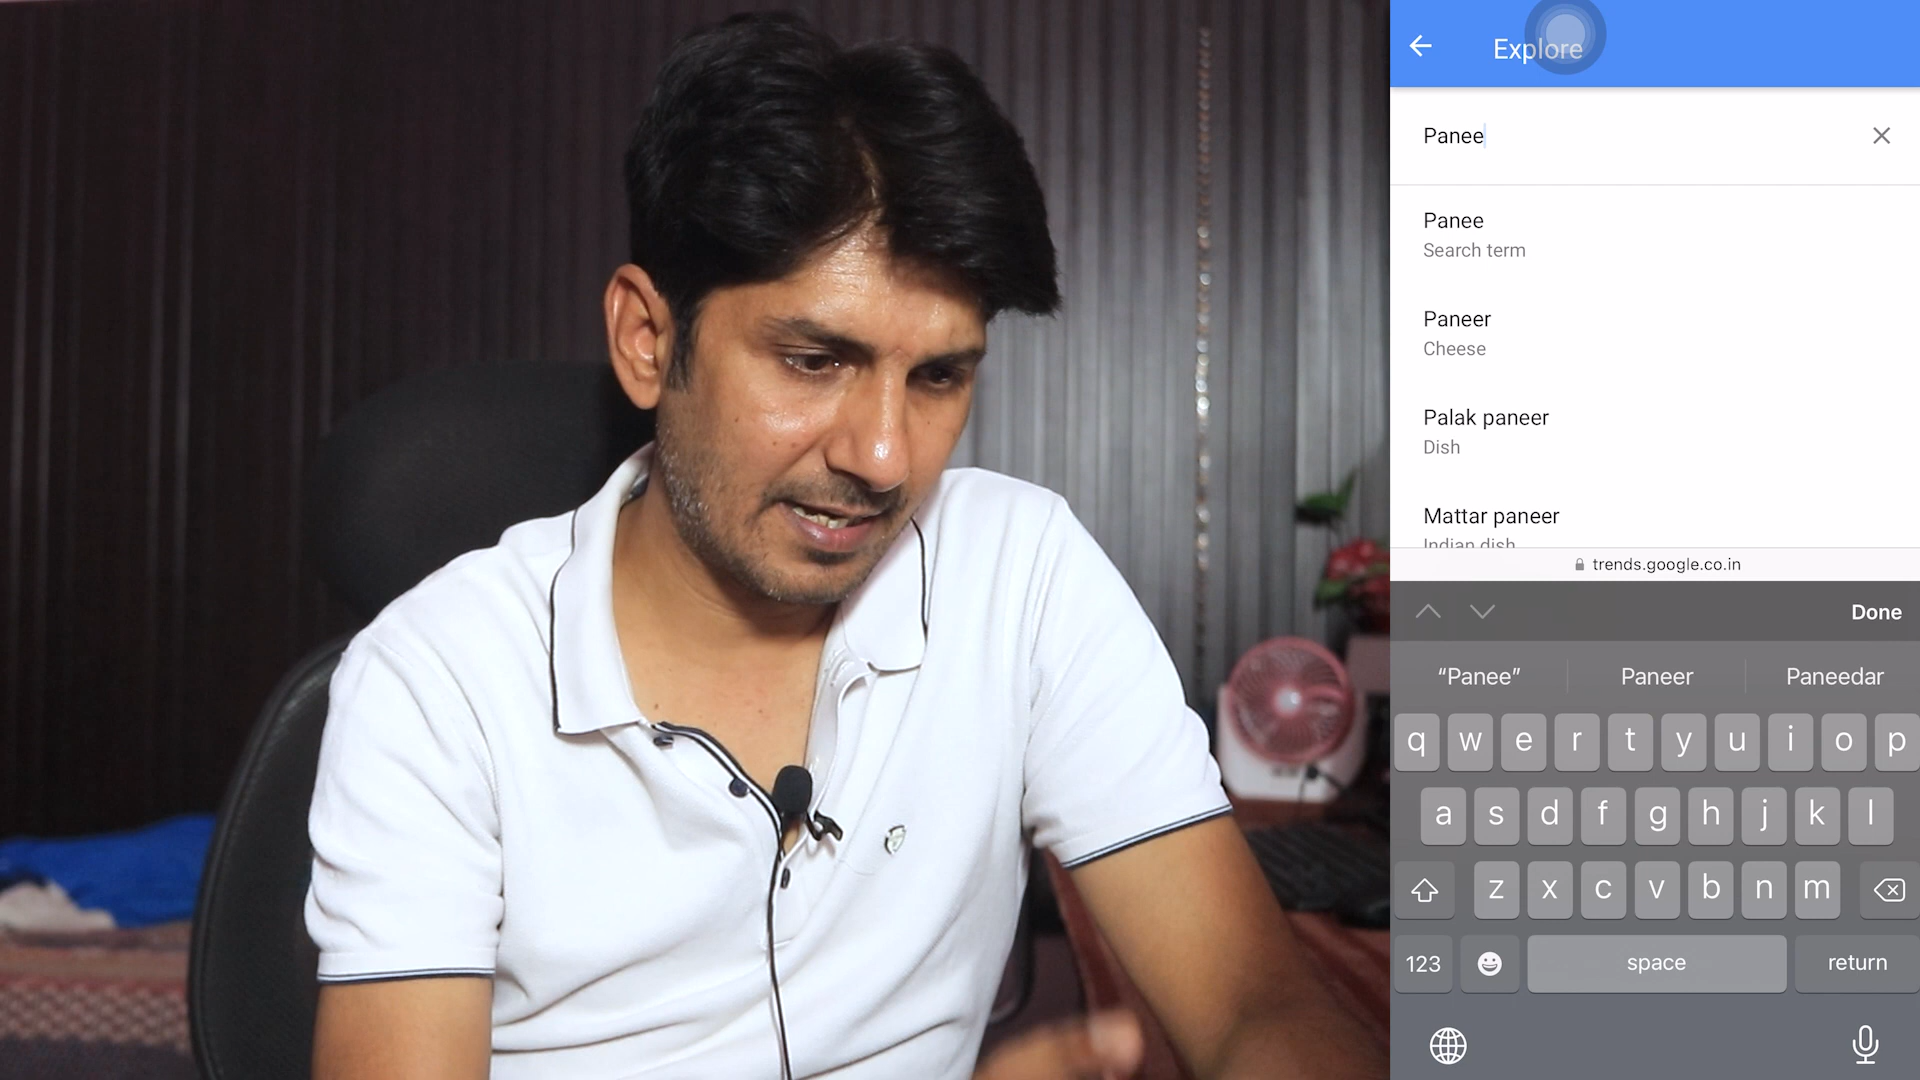 Explore
Panee
Panee
Search term
Paneer
Cheese
Palak paneer
Dish
Mattar paneer
Indian dish
trends.google.co.in
Done
“Panee” Paneer Paneedar
q w e r t y u i o p
a s d f g h j k l
z x c v b n m
123 space return